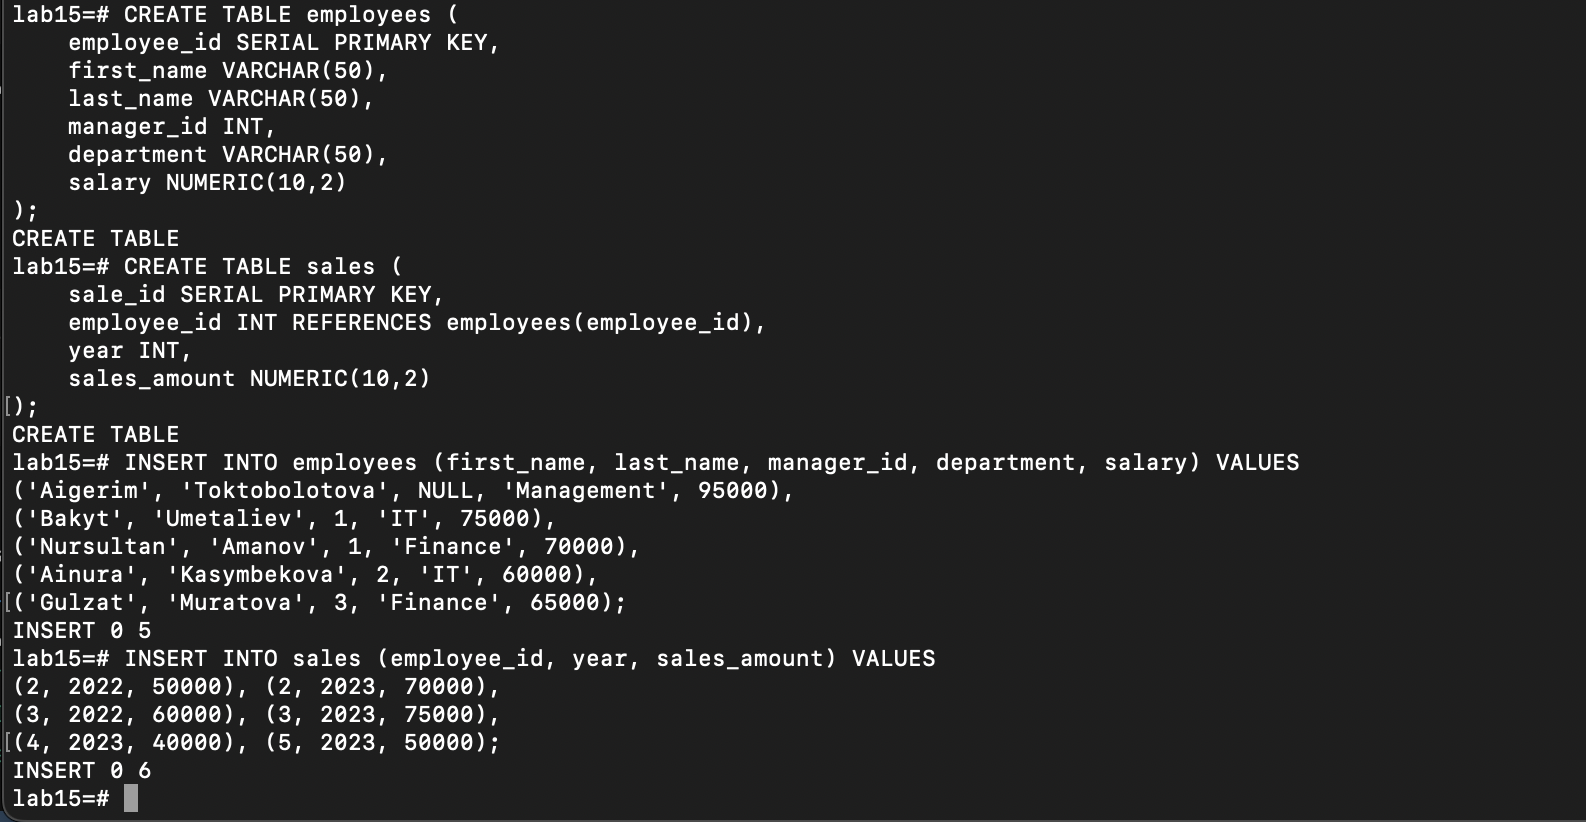 lab15=# CREATE TABLE employees (
    employee_id SERIAL PRIMARY KEY,
    first_name VARCHAR(50),
    last_name VARCHAR(50),
    manager_id INT,
    department VARCHAR(50),
    salary NUMERIC(10,2)
);
CREATE TABLE
lab15=# CREATE TABLE sales (
    sale_id SERIAL PRIMARY KEY,
    employee_id INT REFERENCES employees(employee_id),
    year INT,
    sales_amount NUMERIC(10,2)
[);
CREATE TABLE
lab15=# INSERT INTO employees (first_name, last_name, manager_id, department, salary) VALUES
('Aigerim', 'Toktobolotova', NULL, 'Management', 95000),
('Bakyt', 'Umetaliev', 1, 'IT', 75000),
('Nursultan', 'Amanov', 1, 'Finance', 70000),
('Ainura', 'Kasymbekova', 2, 'IT', 60000),
[('Gulzat', 'Muratova', 3, 'Finance', 65000);
INSERT 0 5
lab15=# INSERT INTO sales (employee_id, year, sales_amount) VALUES
(2, 2022, 50000), (2, 2023, 70000),
(3, 2022, 60000), (3, 2023, 75000),
[(4, 2023, 40000), (5, 2023, 50000);
INSERT 0 6
lab15=#